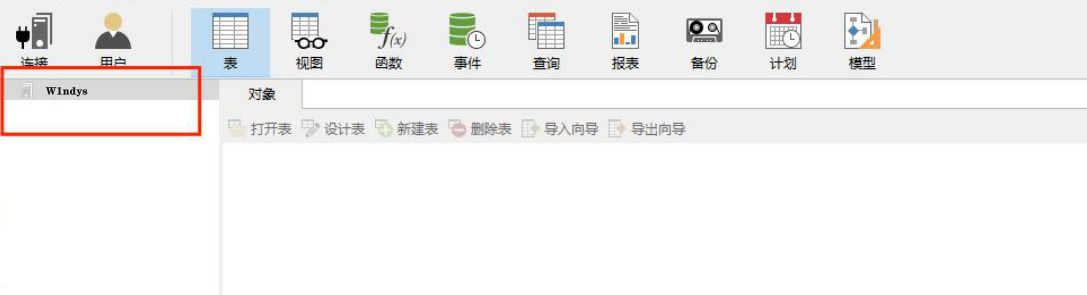 连接 用户 表 视图 函数 事件 查询 报表 备份 计划 模型
f(x)
W1ndys 对象
打开表 设计表 新建表 删除表 导入向导 导出向导